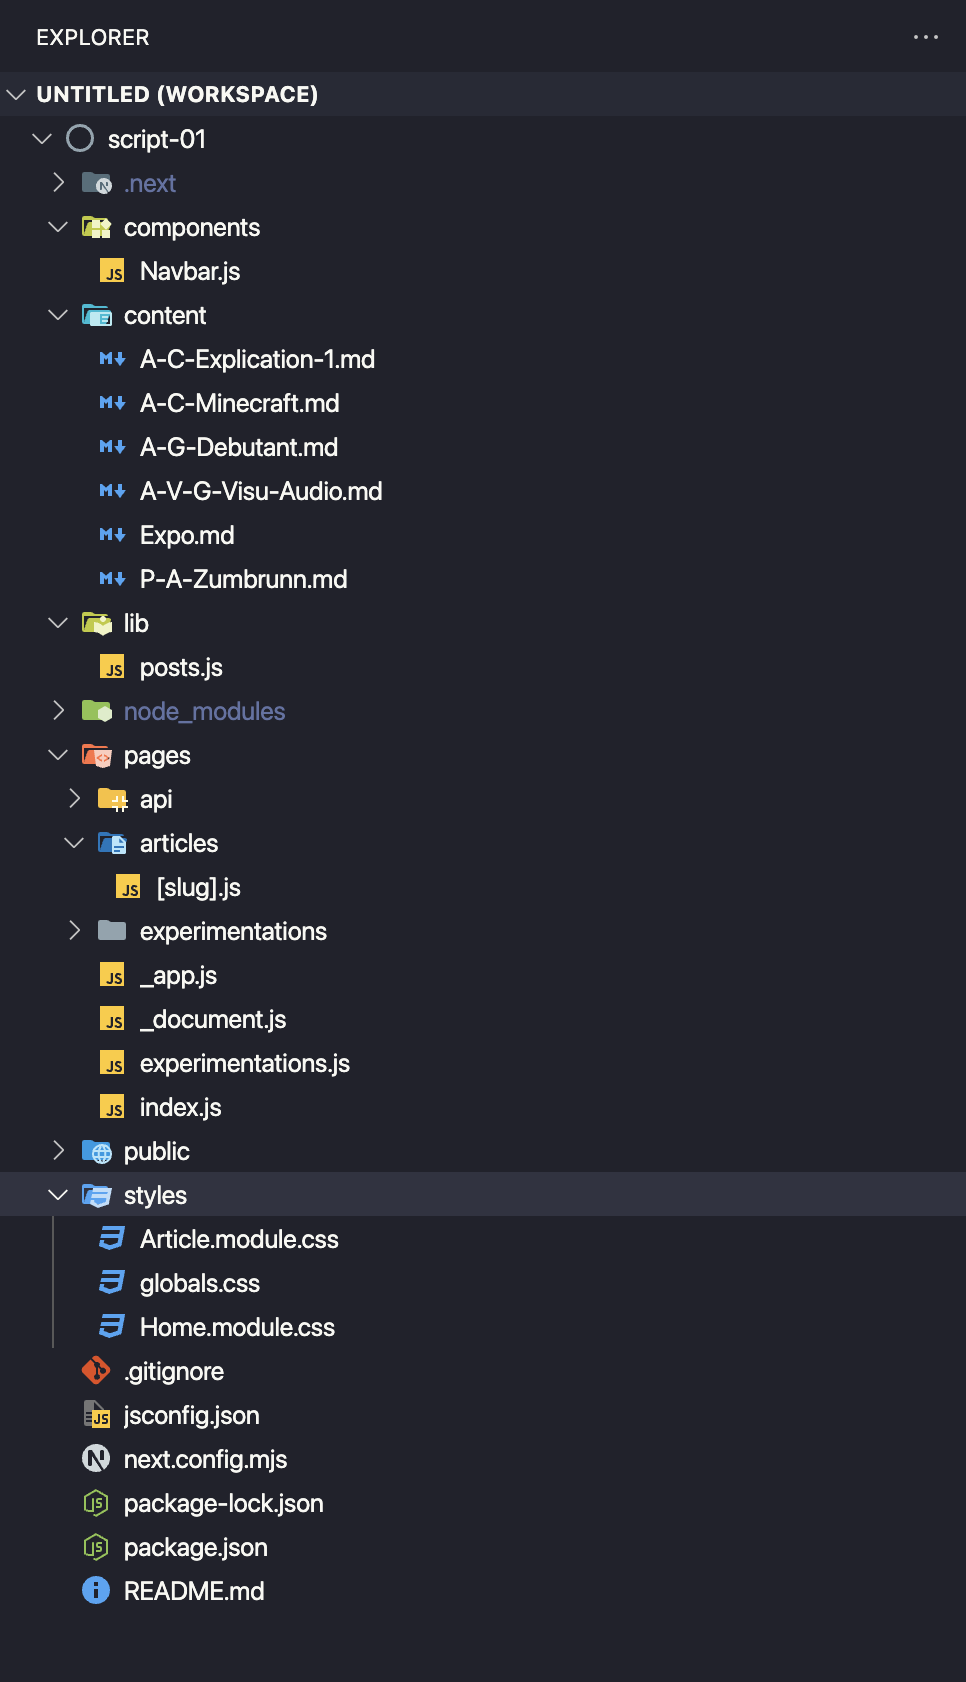 EXPLORER
UNTITLED (WORKSPACE)
script-01
.next
components
Navbar.js
content
A-C-Explication-1.md
A-C-Minecraft.md
A-G-Debutant.md
A-V-G-Visu-Audio.md
Expo.md
P-A-Zumbrunn.md
lib
posts.js
node_modules
pages
api
articles
[slug].js
experimentations
_app.js
_document.js
experimentations.js
index.js
public
styles
Article.module.css
globals.css
Home.module.css
.gitignore
jsconfig.json
next.config.mjs
package-lock.json
package.json
README.md